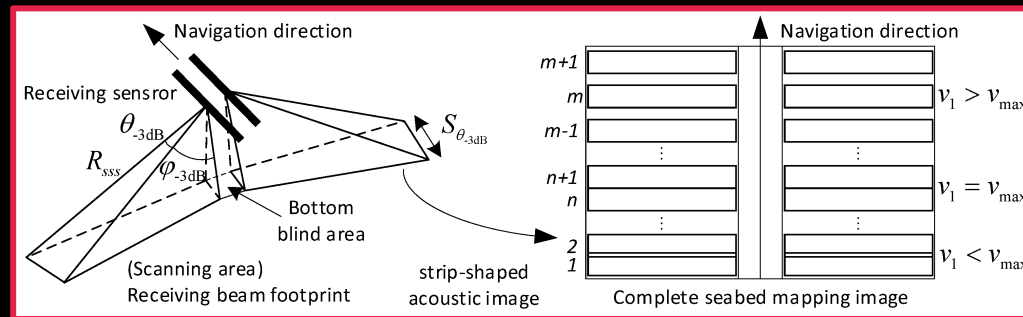 Navigation direction
Receiving sensror
θ-3dB
Rsss
φ-3dB
Sθ-3dB
Bottom
blind area
(Scanning area)
Receiving beam footprint
strip-shaped
acoustic image
Navigation direction
m+1
m
v1 > vmax
m-1
⋮ ⋮
n+1
n
v1 = vmax
⋮ ⋮
2
1
v1 < vmax
Complete seabed mapping image